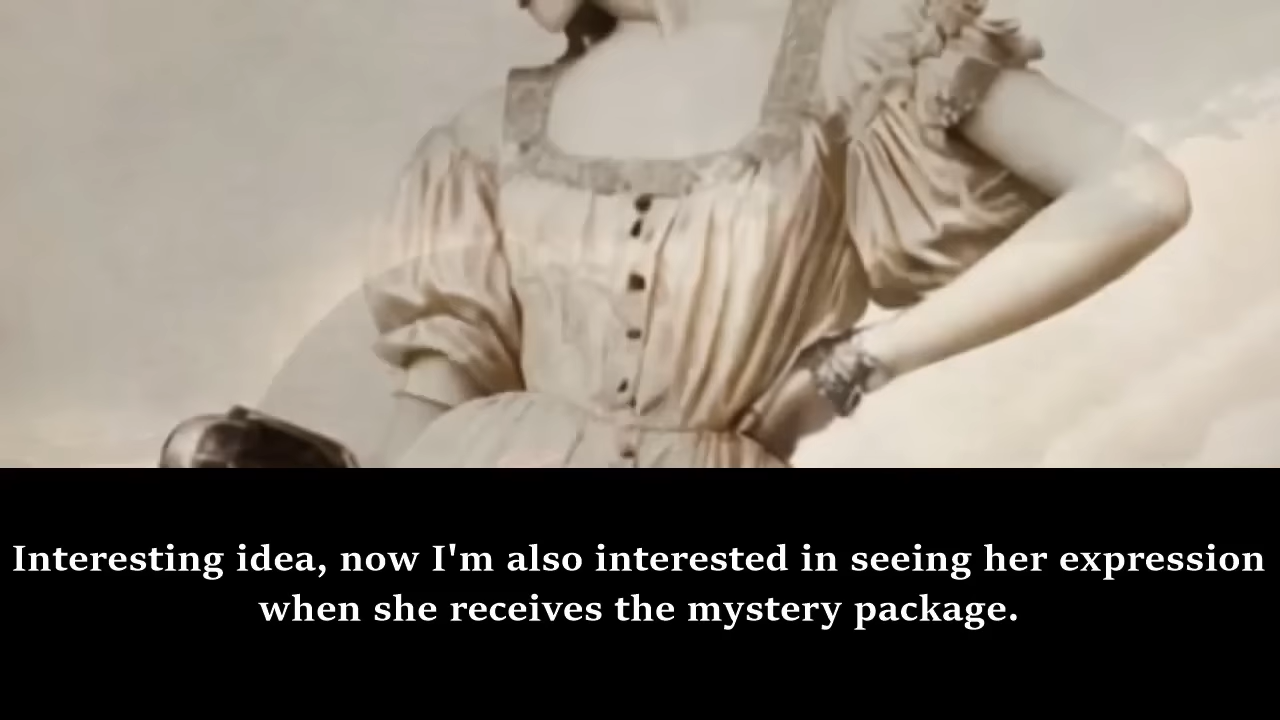 Interesting idea, now I'm also interested in seeing her expression
when she receives the mystery package.